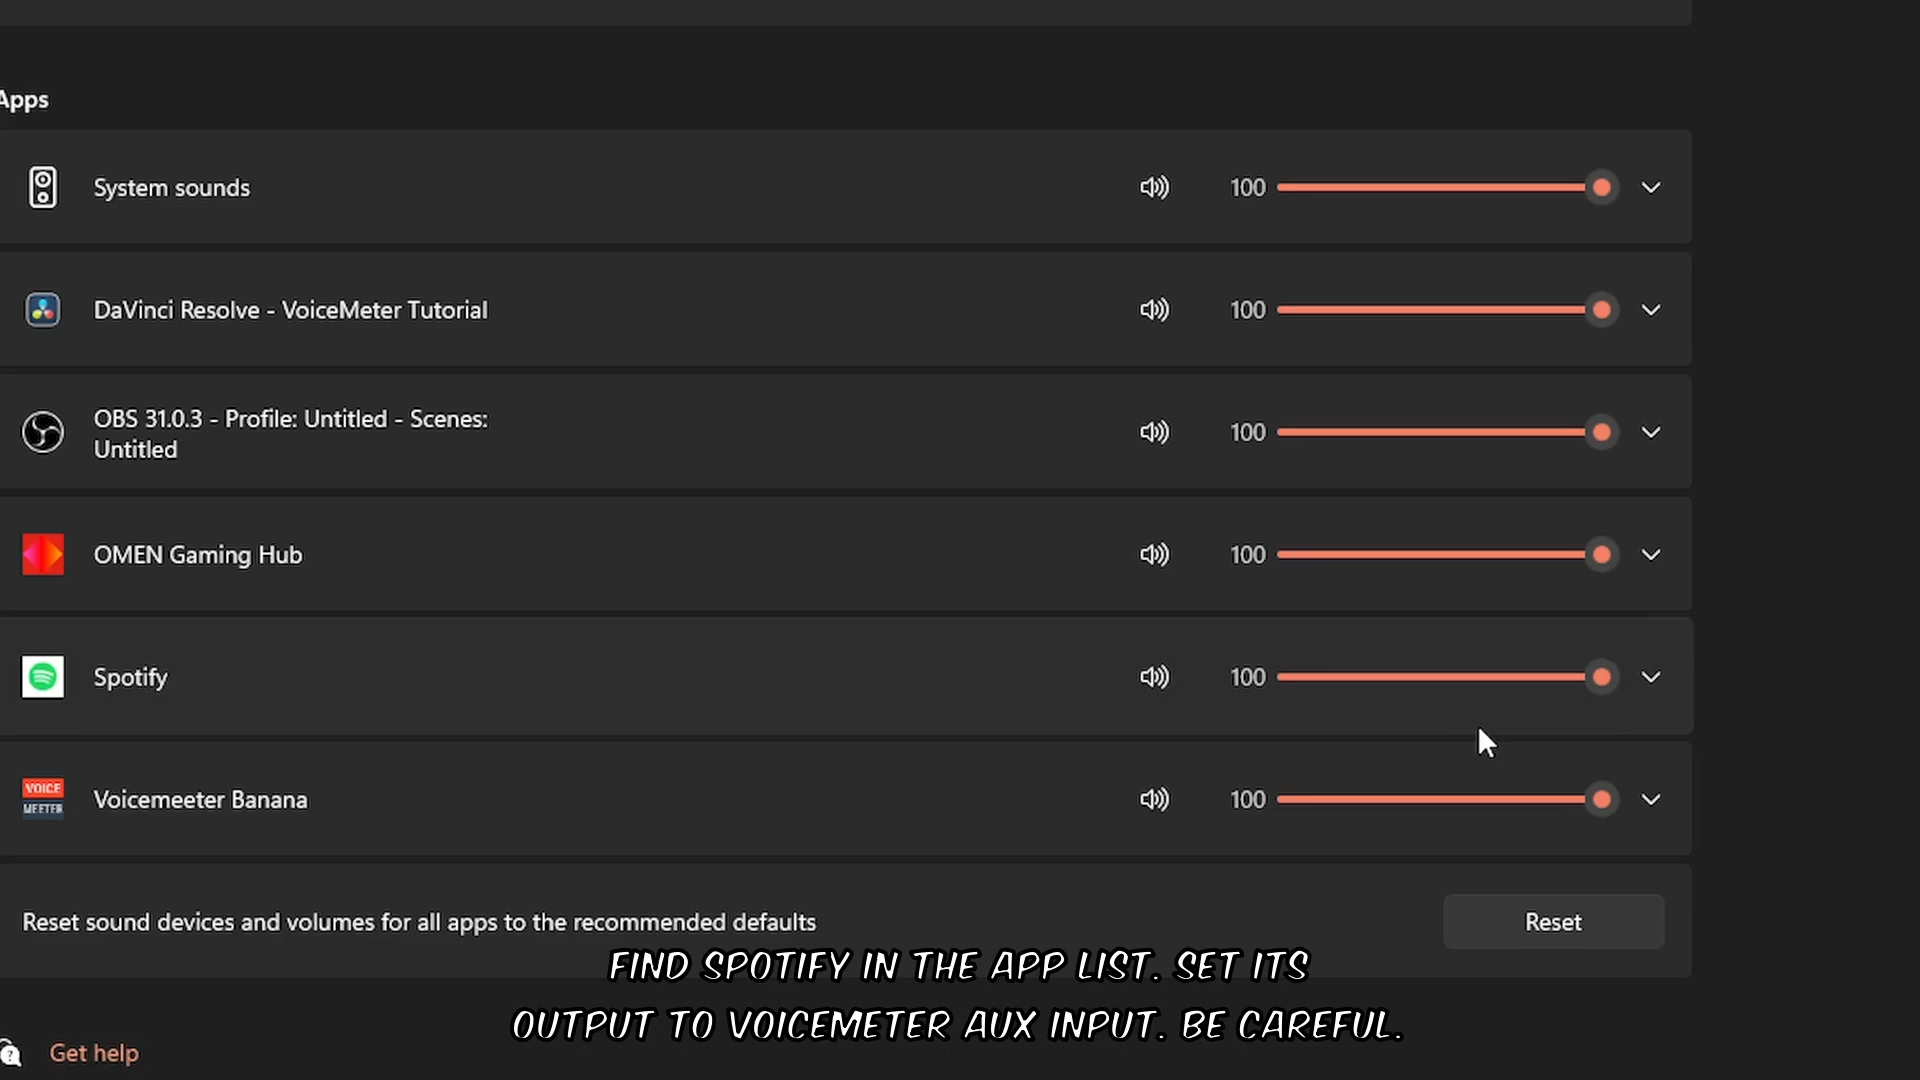 Apps
System sounds
100
DaVinci Resolve - VoiceMeter Tutorial
100
OBS 31.0.3 - Profile: Untitled - Scenes:
Untitled
100
OMEN Gaming Hub
100
Spotify
100
VOICE
MEETER
Voicemeeter Banana
100
Reset sound devices and volumes for all apps to the recommended defaults
Reset
FIND SPOTIFY IN THE APP LIST. SET ITS
OUTPUT TO VOICEMETER AUX INPUT. BE CAREFUL.
Get help